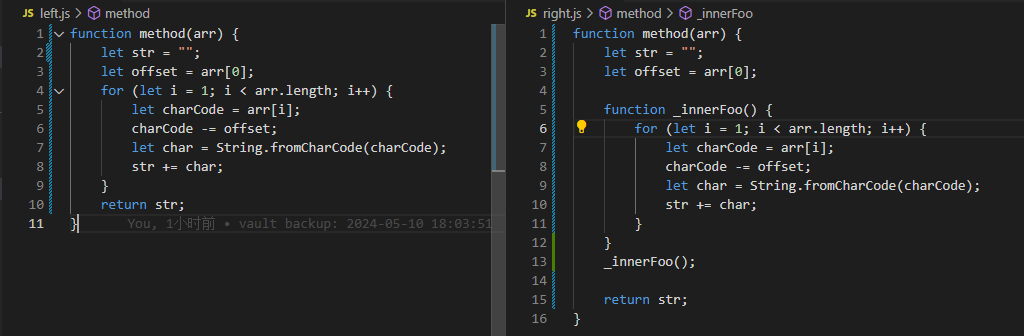 JS left.js > method
1 function method(arr) {
2 let str = "";
3 let offset = arr[0];
4 for (let i = 1; i < arr.length; i++) {
5 let charCode = arr[i];
6 charCode -= offset;
7 let char = String.fromCharCode(charCode);
8 str += char;
9 }
10 return str;
11 } You, 1小时前 • vault backup: 2024-05-10 18:03:51
JS right.js > method > _innerFoo
1 function method(arr) {
2 let str = "";
3 let offset = arr[0];
4
5 function _innerFoo() {
6 for (let i = 1; i < arr.length; i++) {
7 let charCode = arr[i];
8 charCode -= offset;
9 let char = String.fromCharCode(charCode);
10 str += char;
11 }
12 }
13 _innerFoo();
14
15 return str;
16 }